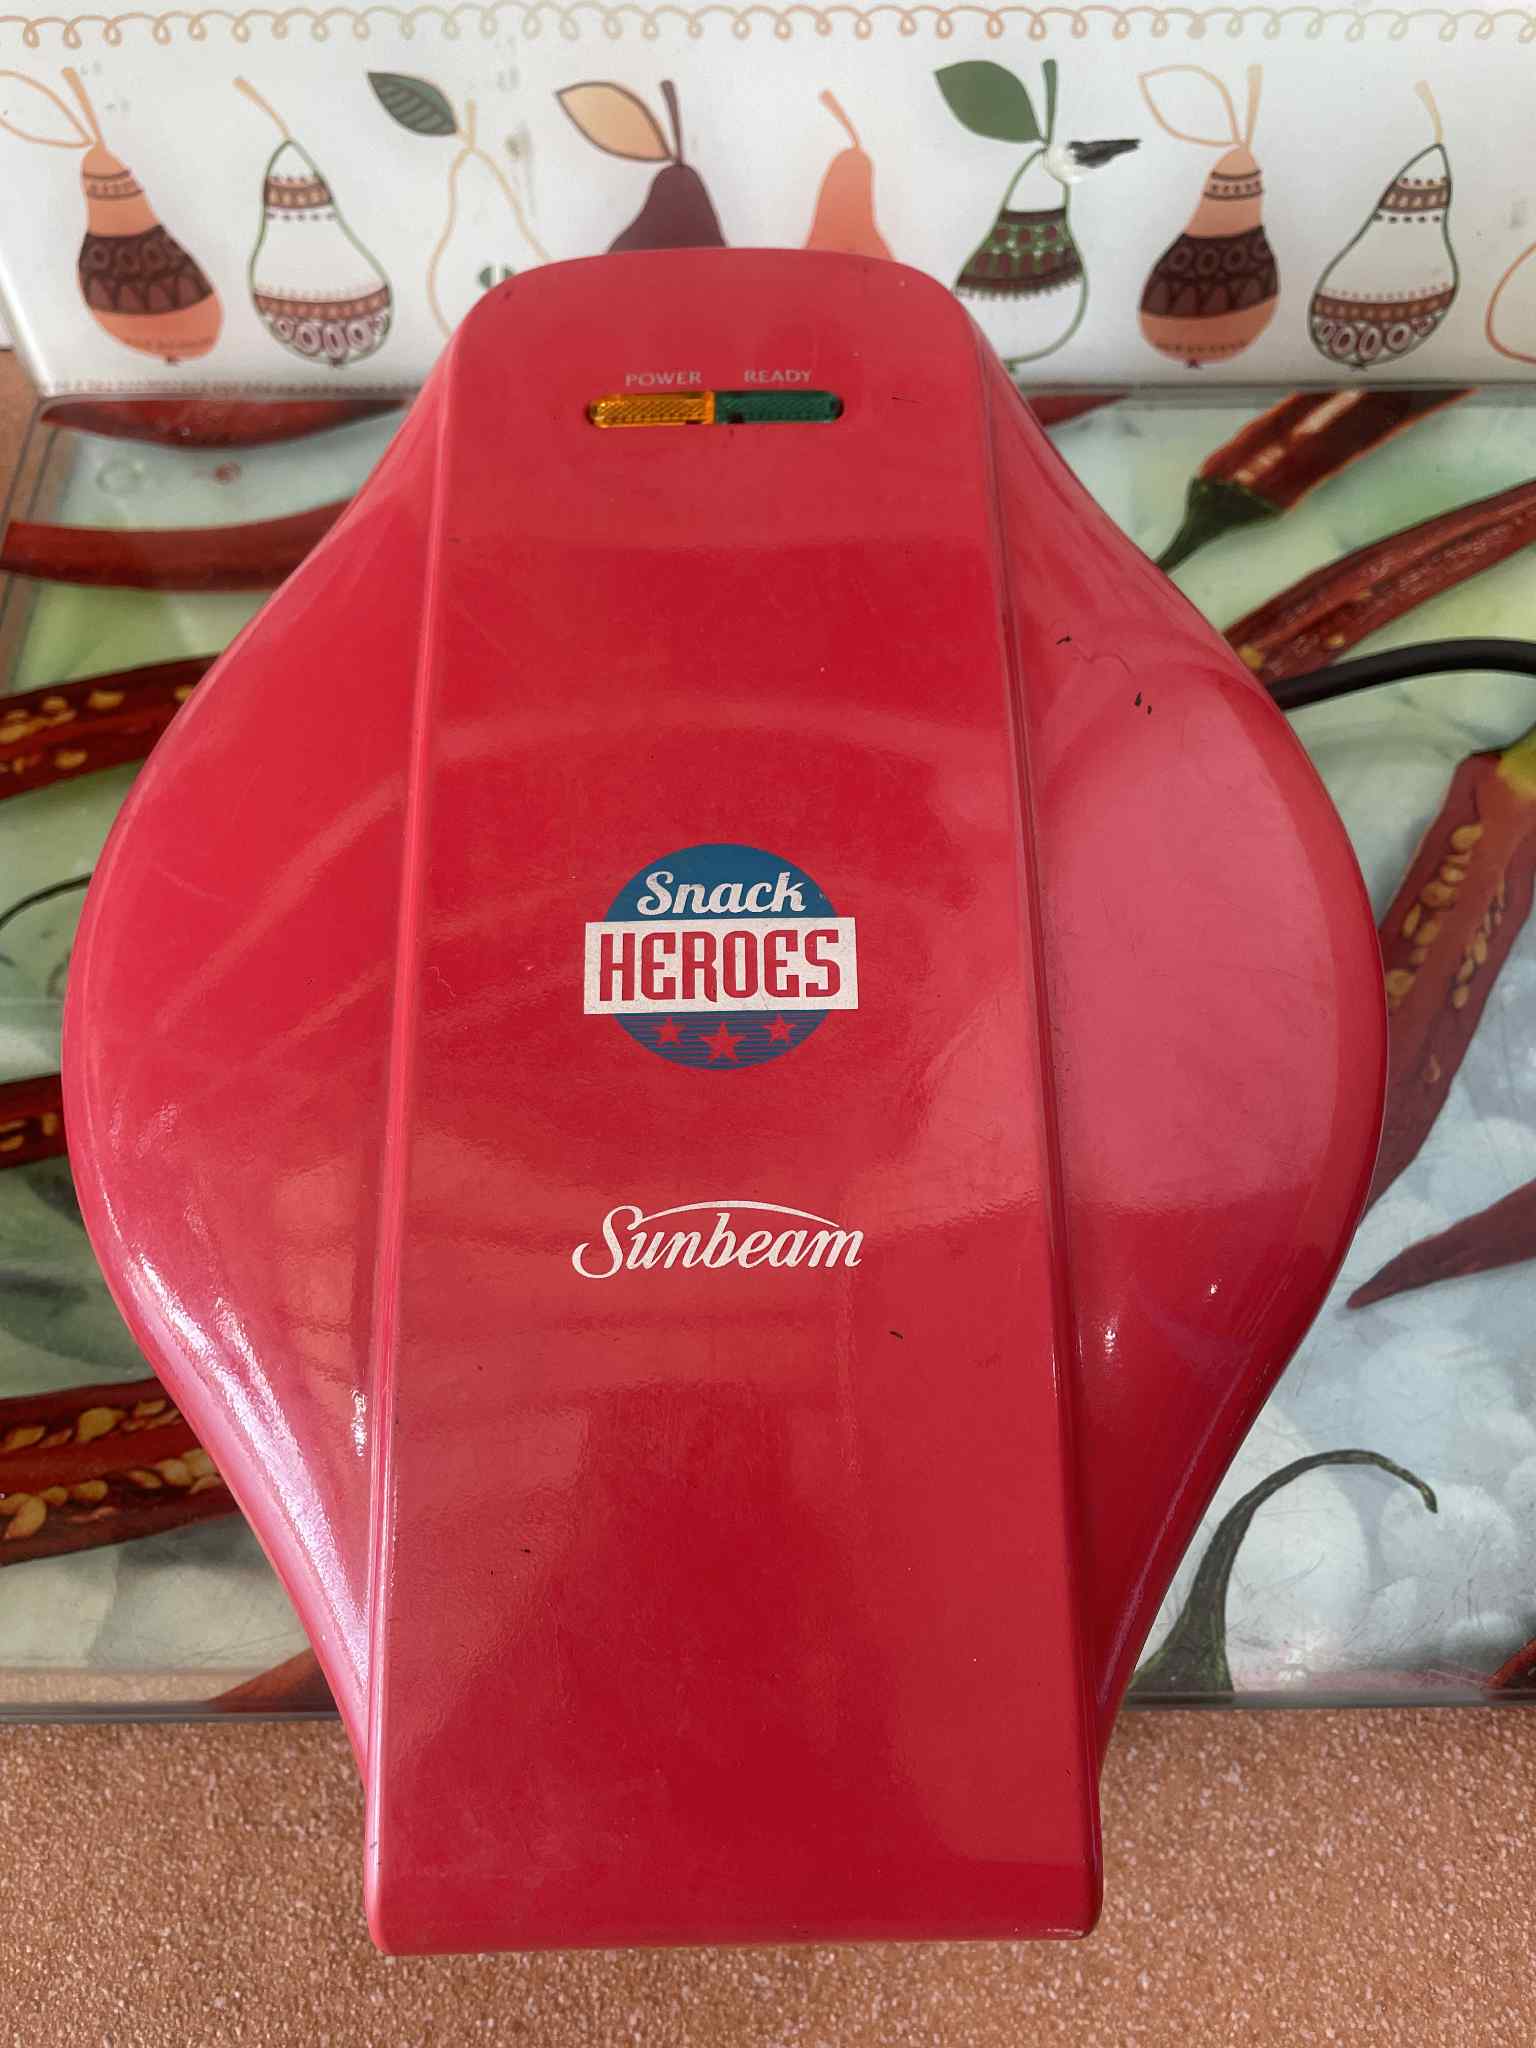 POWER READY
Snack
HEROES
Sunbeam